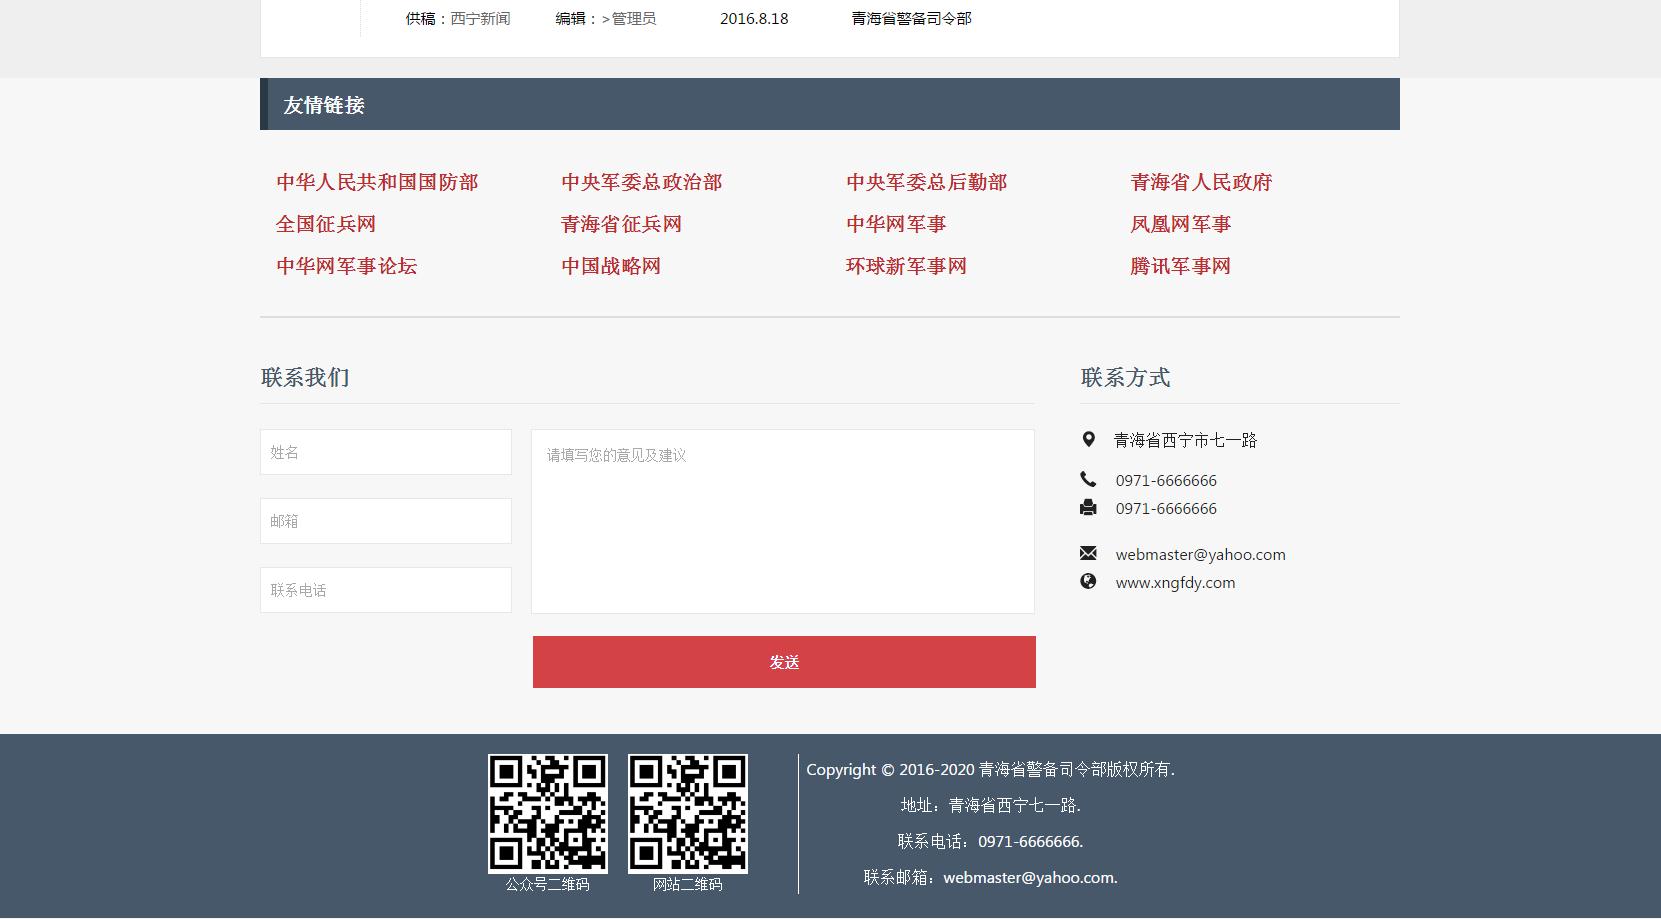 供稿：西宁新闻 编辑：>管理员 2016.8.18 青海省警备司令部
友情链接
中华人民共和国国防部 中央军委总政治部 中央军委总后勤部 青海省人民政府
全国征兵网 青海省征兵网 中华网军事 凤凰网军事
中华网军事论坛 中国战略网 环球新军事网 腾讯军事网
联系我们
姓名
邮箱
联系电话
请填写您的意见及建议
发送
联系方式
青海省西宁市七一路
0971-6666666
0971-6666666
webmaster@yahoo.com
www.xngfdy.com
公众号二维码
网站二维码
Copyright © 2016-2020 青海省警备司令部版权所有.
地址：青海省西宁七一路.
联系电话：0971-6666666.
联系邮箱：webmaster@yahoo.com.